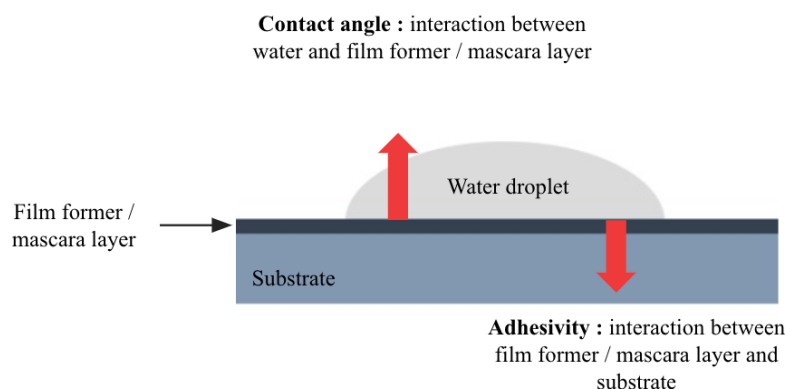 Contact angle : interaction between
water and film former / mascara layer
Water droplet
Film former /
mascara layer
Substrate
Adhesivity : interaction between
film former / mascara layer and
substrate